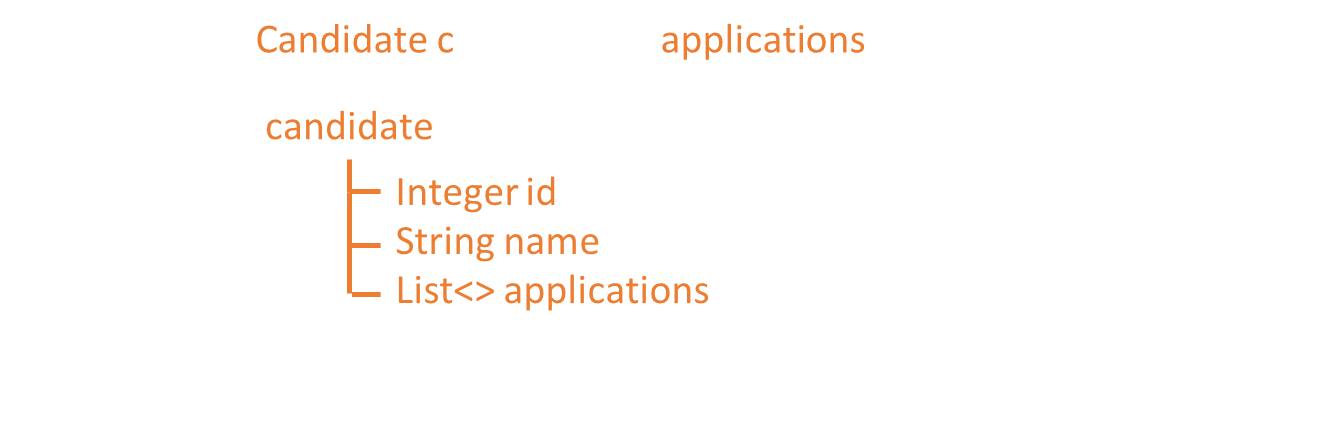 Candidate c applications
candidate
Integer id
String name
List<> applications